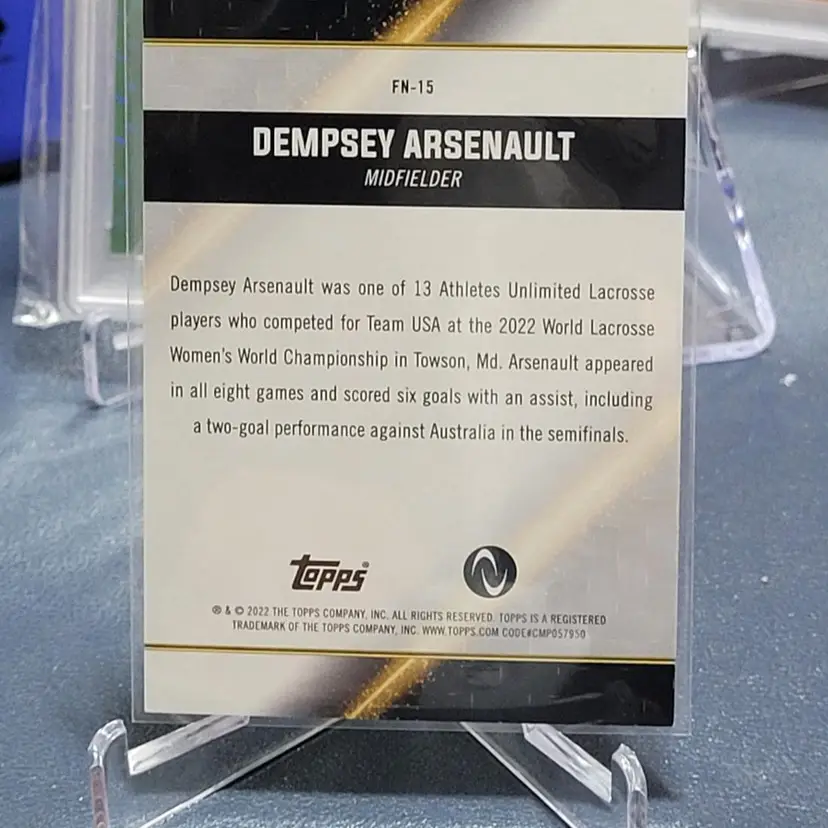 FN-15
DEMPSEY ARSENAULT
MIDFIELDER
Dempsey Arsenault was one of 13 Athletes Unlimited Lacrosse
players who competed for Team USA at the 2022 World Lacrosse
Women's World Championship in Towson, Md. Arsenault appeared
in all eight games and scored six goals with an assist, including
a two-goal performance against Australia in the semifinals.
topps®
® & © 2022 THE TOPPS COMPANY, INC. ALL RIGHTS RESERVED. TOPPS IS A REGISTERED
TRADEMARK OF THE TOPPS COMPANY, INC. WWW.TOPPS.COM CODE#CMP057950